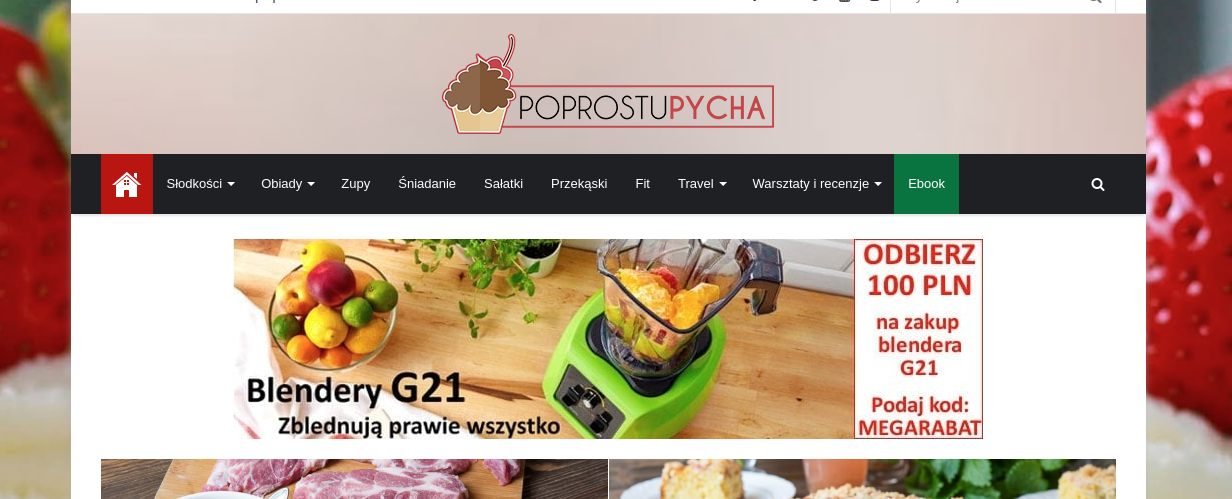 POPROSTUPYCHA
Słodkości
Obiady
Zupy
Śniadanie
Sałatki
Przekąski
Fit
Travel
Warsztaty i recenzje
Ebook
Blendery G21
Zblendują prawie wszystko
ODBIERZ
100 PLN
na zakup
blendera
G21
Podaj kod:
MEGARABAT